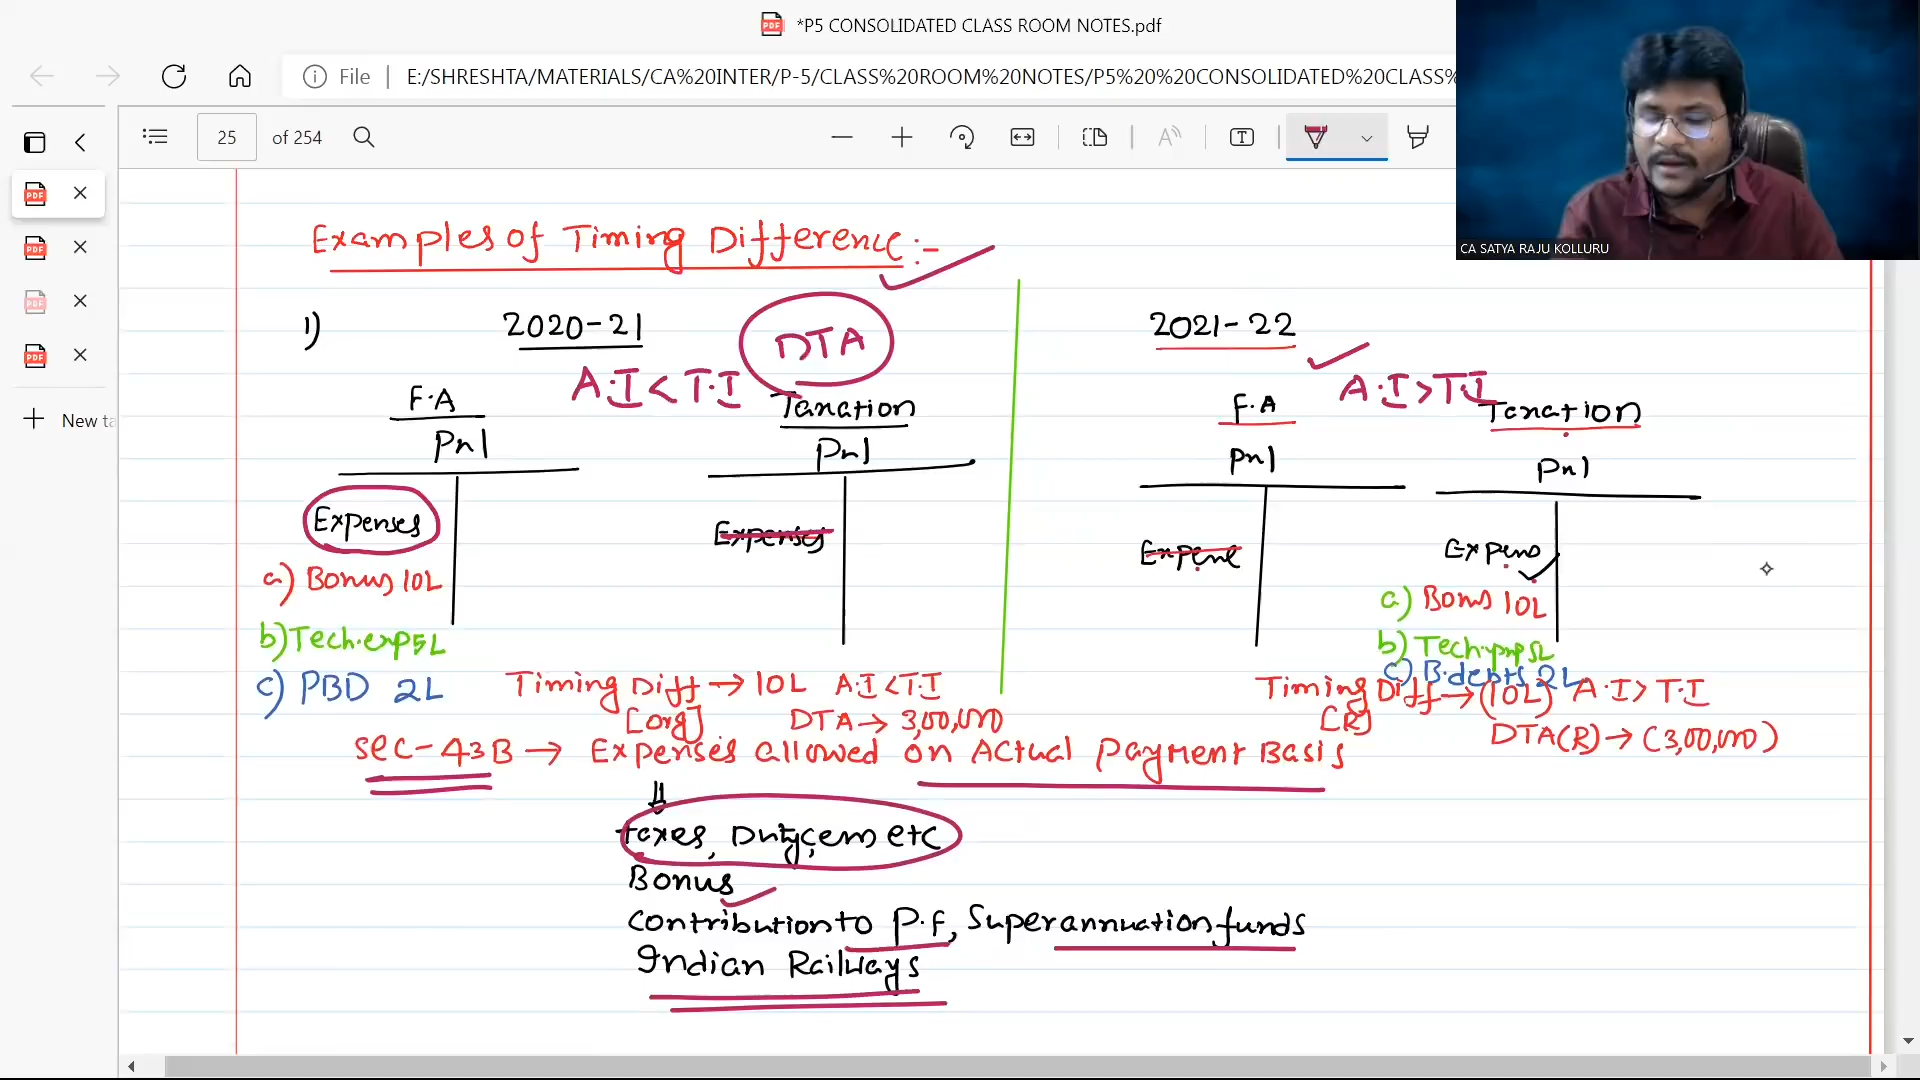 *P5 CONSOLIDATED CLASS ROOM NOTES.pdf
File | E:/SHRESHTA/MATERIALS/CA%20INTER/P-5/CLASS%20ROOM%20NOTES/P5%20%20CONSOLIDATED%20CLASS%
25 of 254
CA SATYA RAJU KOLLURU
New ta
Examples of Timing Difference:-
1) 2020-21 DTA
A.I < T.I
F.A Taxation
Pnl Pnl
Expenses Expenses
a) Bonus 10L
b) Tech.exp 5L
c) PBD 2L
Timing Diff → 10L A.I < T.I
[org] DTA → 3,00,000
2021-22
A.I > T.I
F.A Taxation
Pnl Pnl
Expene Expens
a) Bonus 10L
b) Tech. 5L
c) B.debts 2L
Timing Diff → (10L) A.I > T.I
[R] DTA(R) → (3,00,000)
Sec-43B → Expenses allowed on Actual Payment Basis
Taxes, Duty, cess etc
Bonus
contribution to P.F, Superannuation funds
Indian Railways